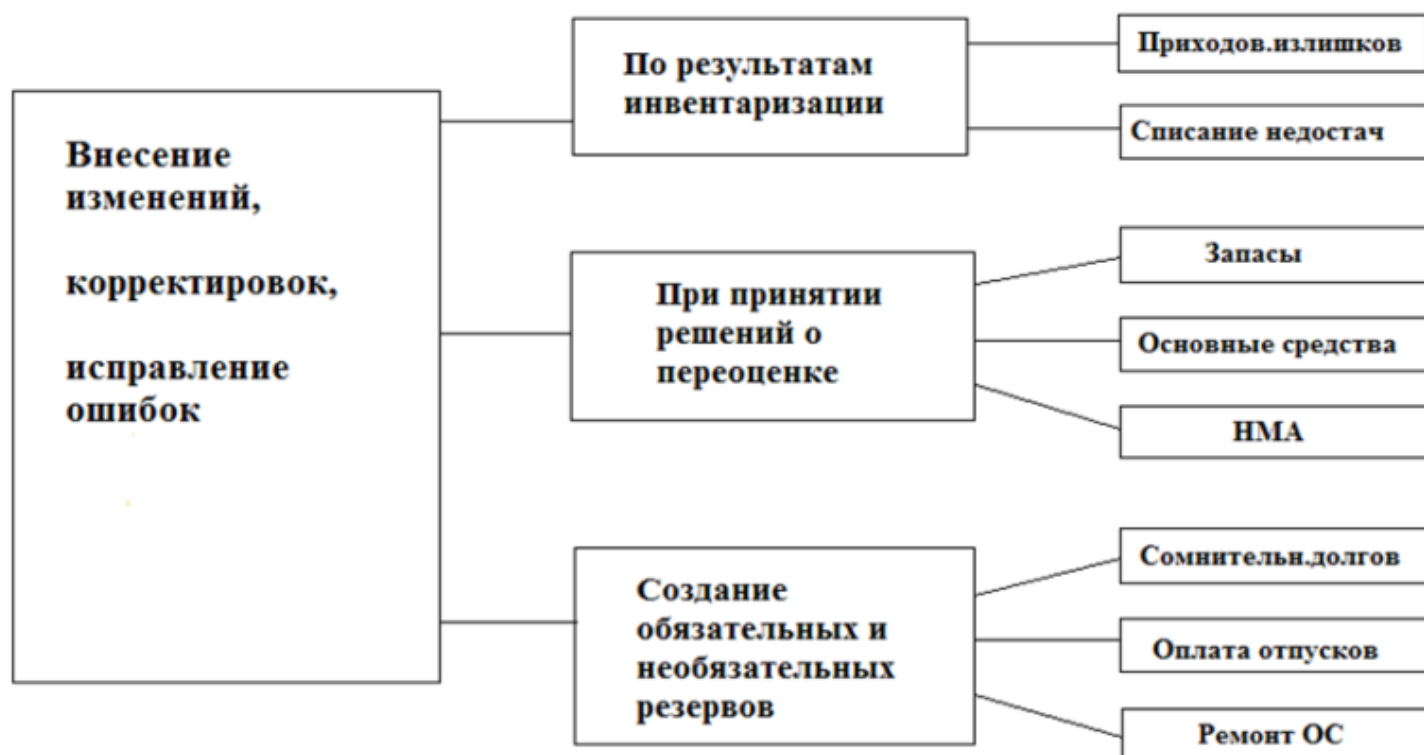 Внесение
изменений,
корректировок,
исправление
ошибок
По результатам
инвентаризации
Приходов.излишков
Списание недостач
При принятии
решений о
переоценке
Запасы
Основные средства
НМА
Создание
обязательных и
необязательных
резервов
Сомнительн.долгов
Оплата отпусков
Ремонт ОС